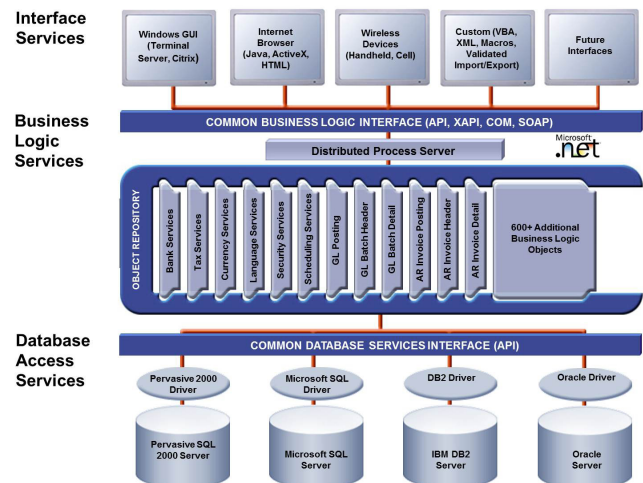 Interface
Services
Windows GUI
(Terminal
Server, Citrix)
Internet
Browser
(Java, ActiveX,
HTML)
Wireless
Devices
(Handheld, Cell)
Custom (VBA,
XML, Macros,
Validated
Import/Export)
Future
Interfaces
Business
Logic
Services
COMMON BUSINESS LOGIC INTERFACE (API, XAPI, COM, SOAP)
Distributed Process Server
Microsoft
.net
OBJECT REPOSITORY
Bank Services
Tax Services
Currency Services
Language Services
Security Services
Scheduling Services
GL Posting
GL Batch Header
GL Batch Detail
AR Invoice Posting
AR Invoice Header
AR Invoice Detail
600+ Additional
Business Logic
Objects
Database
Access
Services
COMMON DATABASE SERVICES INTERFACE (API)
Pervasive 2000
Driver
Microsoft SQL
Driver
DB2 Driver
Oracle Driver
Pervasive SQL
2000 Server
Microsoft SQL
Server
IBM DB2
Server
Oracle
Server